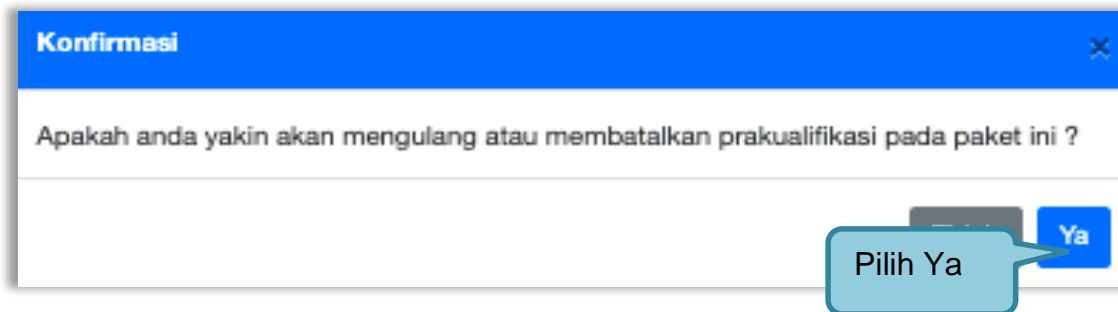 Konfirmasi ×
Apakah anda yakin akan mengulang atau membatalkan prakualifikasi pada paket ini ?
Ya
Pilih Ya